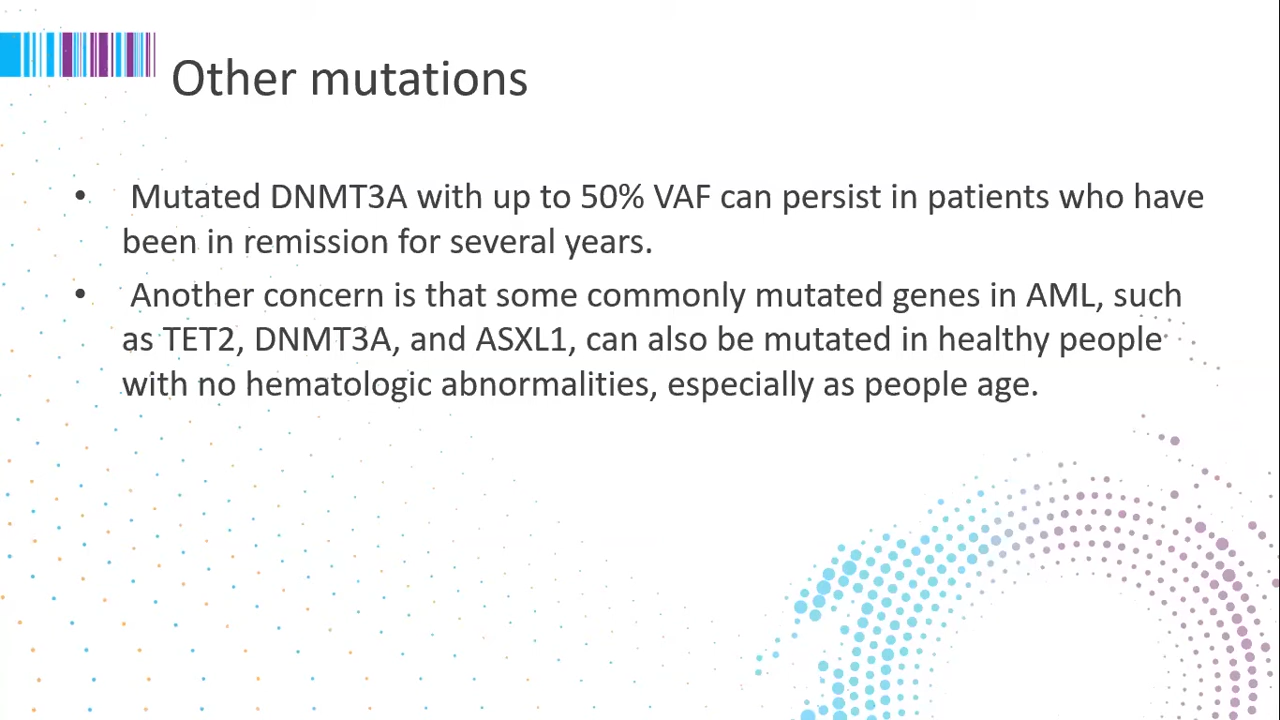 Other mutations
• Mutated DNMT3A with up to 50% VAF can persist in patients who have
been in remission for several years.
• Another concern is that some commonly mutated genes in AML, such
as TET2, DNMT3A, and ASXL1, can also be mutated in healthy people
with no hematologic abnormalities, especially as people age.